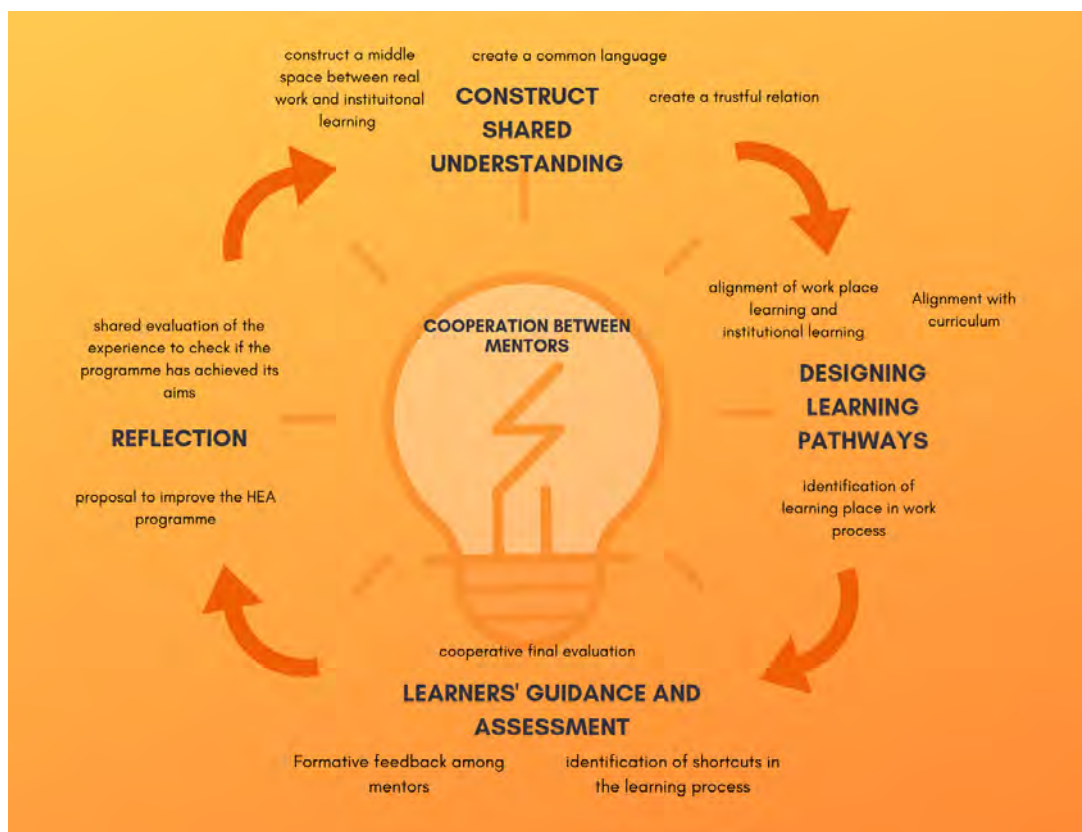 construct a middle
space between real
work and instituitonal
learning
create a common language
CONSTRUCT
SHARED
UNDERSTANDING
create a trustful relation
alignment of work place
learning and
institutional learning
Alignment with
curriculum
DESIGNING
LEARNING
PATHWAYS
identification of
learning place in work
process
COOPERATION BETWEEN
MENTORS
cooperative final evaluation
LEARNERS' GUIDANCE AND
ASSESSMENT
Formative feedback among
mentors
identification of shortcuts in
the learning process
shared evaluation of the
experience to check if the
programme has achieved its
aims
REFLECTION
proposal to improve the HEA
programme